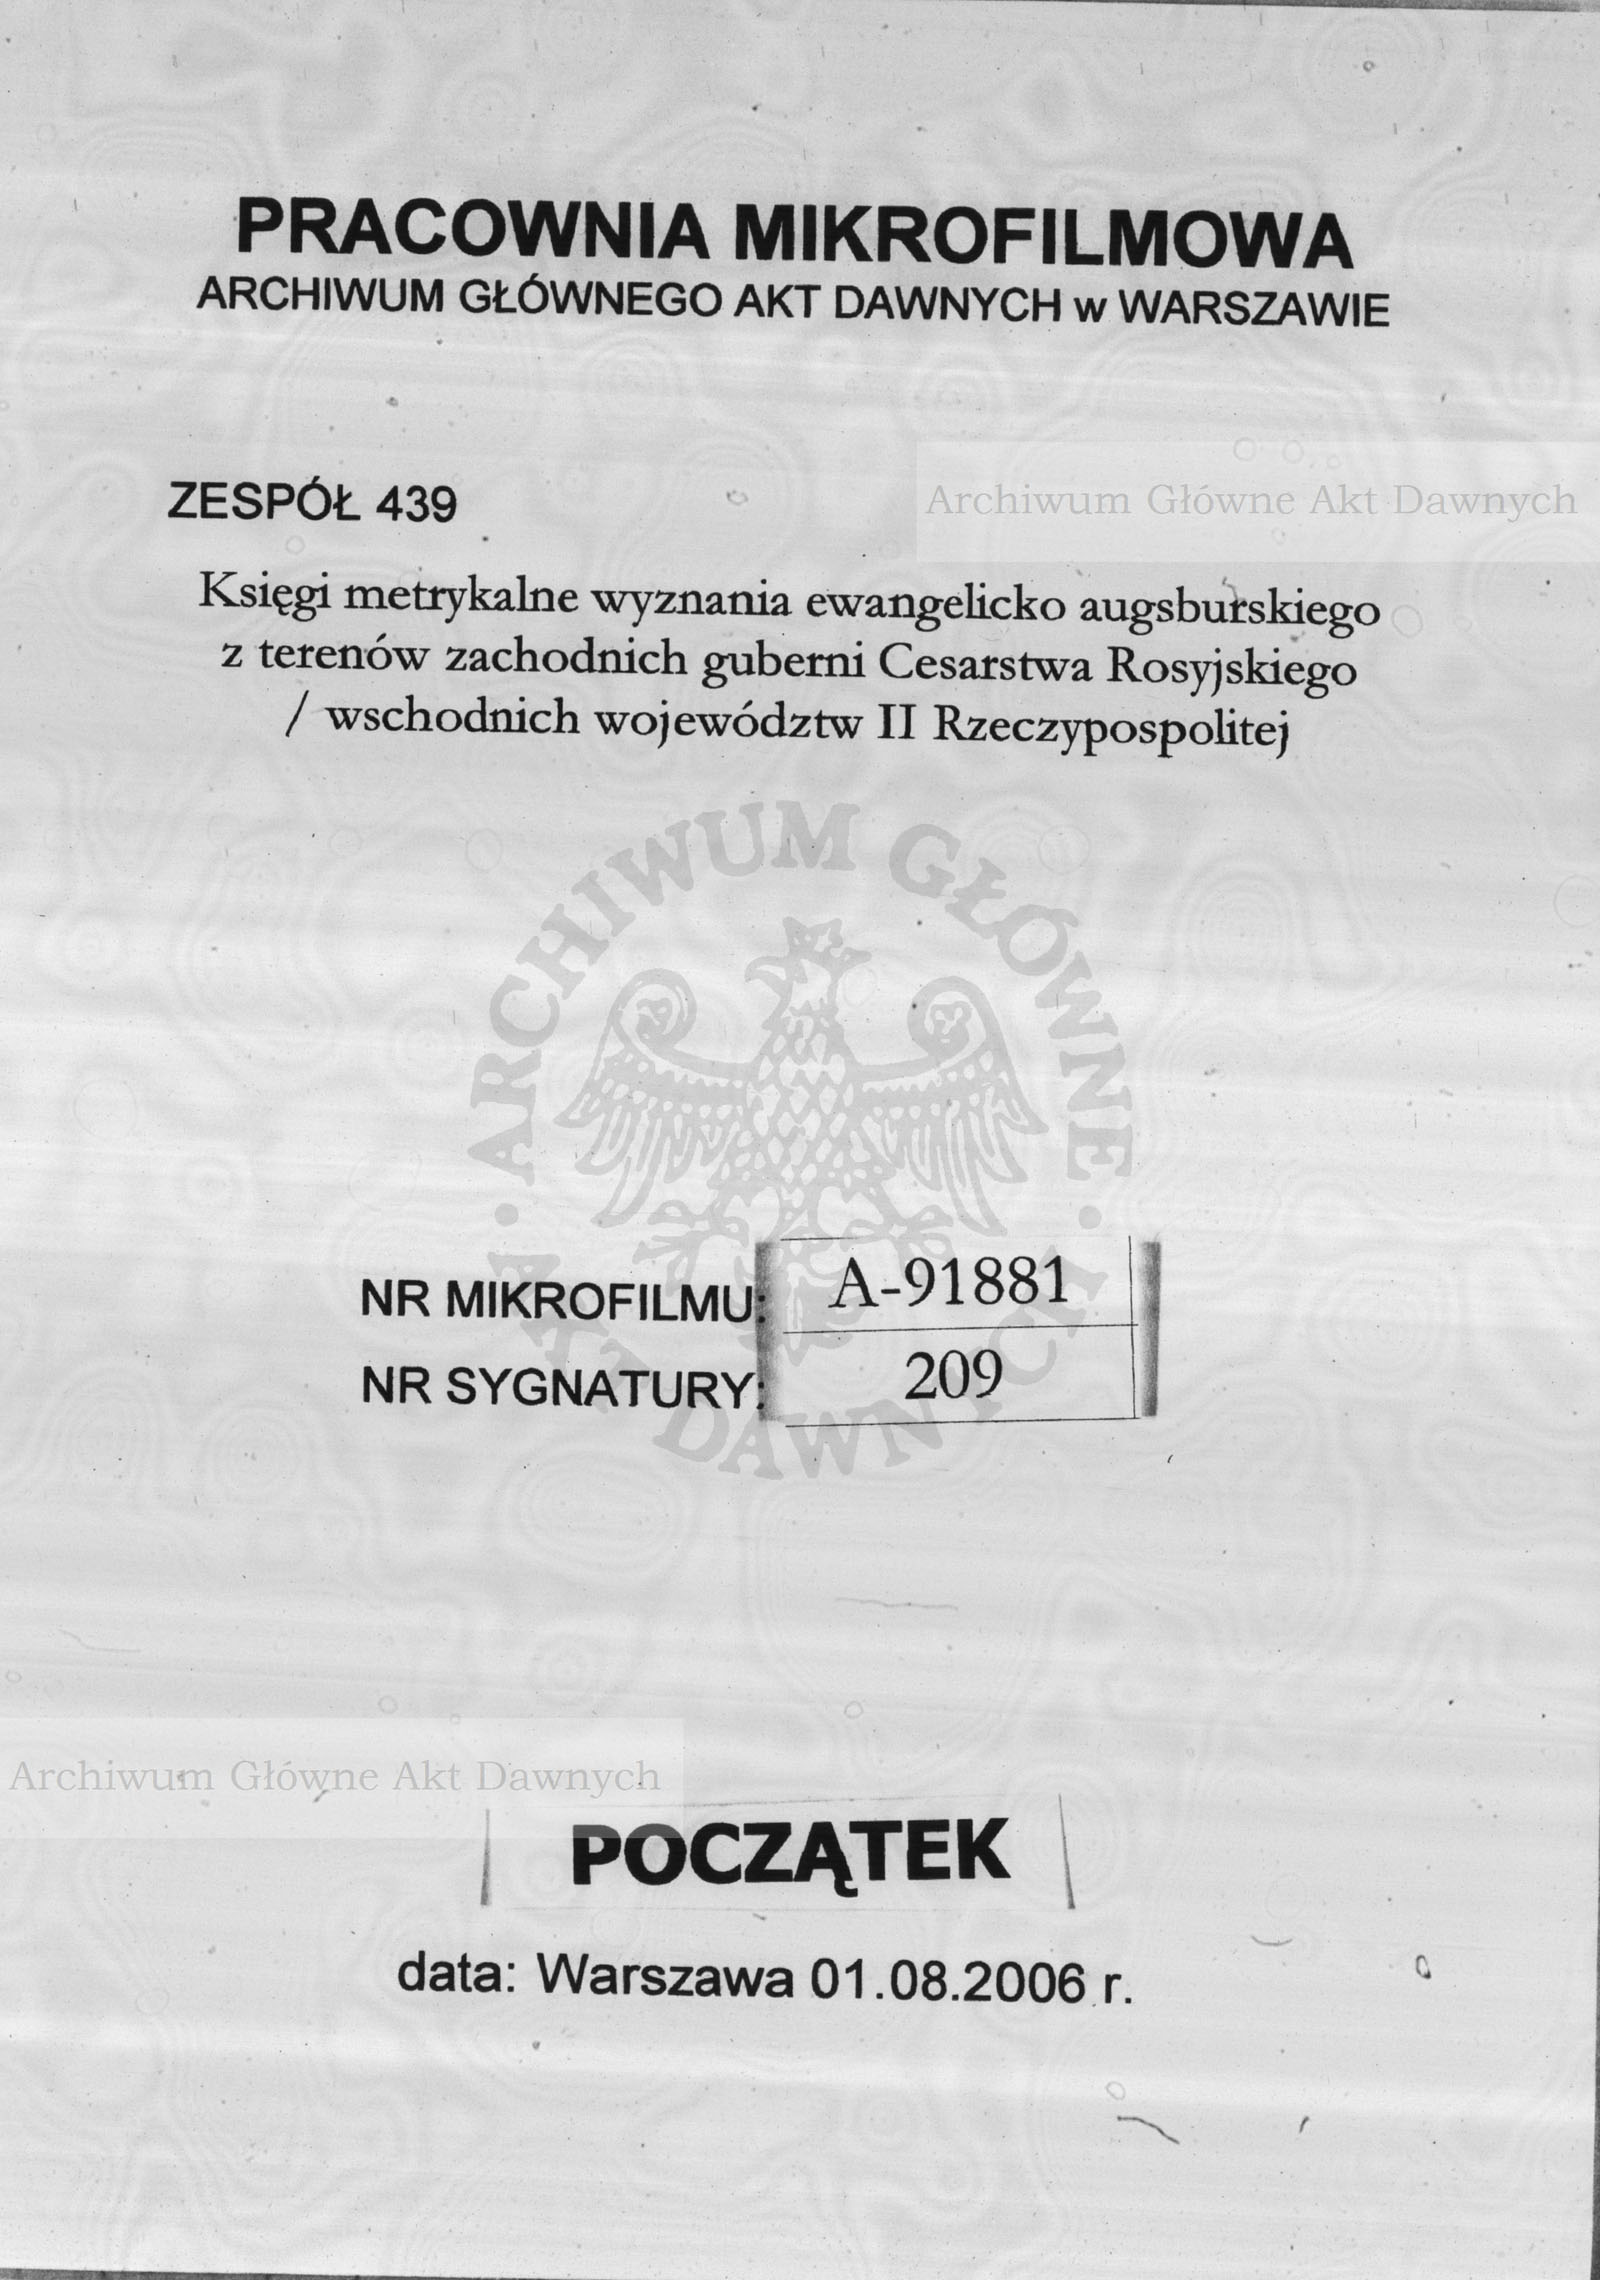 PRACOWNIA MIKROFILMOWA
ARCHIWUM GŁÓWNEGO AKT DAWNYCH w WARSZAWIE
ZESPÓŁ 439
Archiwum Główne Akt Dawnych
Księgi metrykalne wyznania ewangelicko augsburskiego
z terenów zachodnich guberni Cesarstwa Rosyjskiego
/ wschodnich województw II Rzeczypospolitej
· ARCHIWUM GŁÓWNE · AKT DAWNYCH
NR MIKROFILMU: A-91881
NR SYGNATURY: 209
Archiwum Główne Akt Dawnych
POCZĄTEK
data: Warszawa 01.08.2006 r.